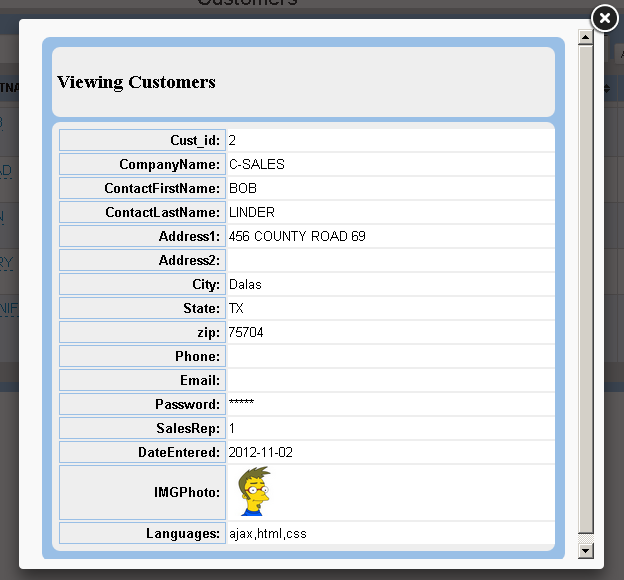 Customers
Viewing Customers
Cust_id: 2
CompanyName: C-SALES
ContactFirstName: BOB
ContactLastName: LINDER
Address1: 456 COUNTY ROAD 69
Address2:
City: Dalas
State: TX
zip: 75704
Phone:
Email:
Password: *****
SalesRep: 1
DateEntered: 2012-11-02
IMGPhoto:
Languages: ajax,html,css